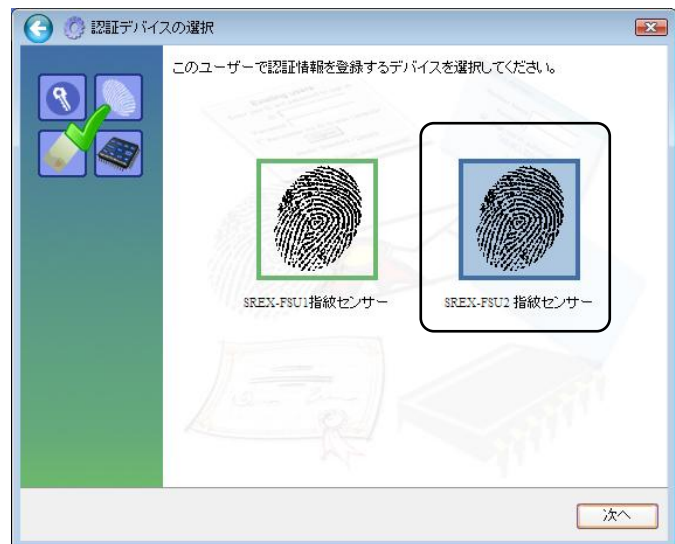 認証デバイスの選択
このユーザーで認証情報を登録するデバイスを選択してください。
SREX-FSU1指紋センサー
SREX-FSU2 指紋センサー
次へ